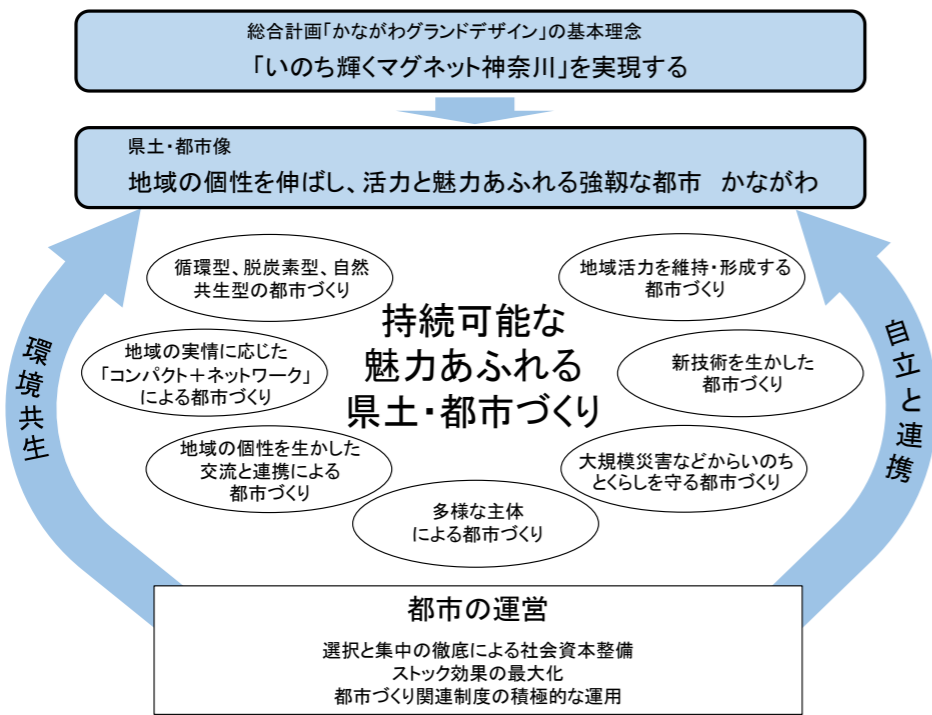 総合計画「かながわグランドデザイン」の基本理念
「いのち輝くマグネット神奈川」を実現する
県土・都市像
地域の個性を伸ばし、活力と魅力あふれる強靱な都市　かながわ
環境共生
循環型、脱炭素型、自然
共生型の都市づくり
地域の実情に応じた
「コンパクト＋ネットワーク」
による都市づくり
地域の個性を生かした
交流と連携による
都市づくり
持続可能な
魅力あふれる
県土・都市づくり
多様な主体
による都市づくり
地域活力を維持・形成する
都市づくり
新技術を生かした
都市づくり
大規模災害などからいのち
とくらしを守る都市づくり
自立と連携
都市の運営
選択と集中の徹底による社会資本整備
ストック効果の最大化
都市づくり関連制度の積極的な運用